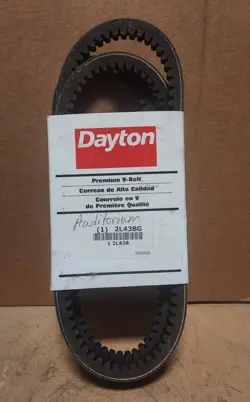 Dayton
Premium V-Belt
Correas de Alta Calidad
Courroie en V
de Première Qualité
Auditorium
(1) 2L438G
1 2L438